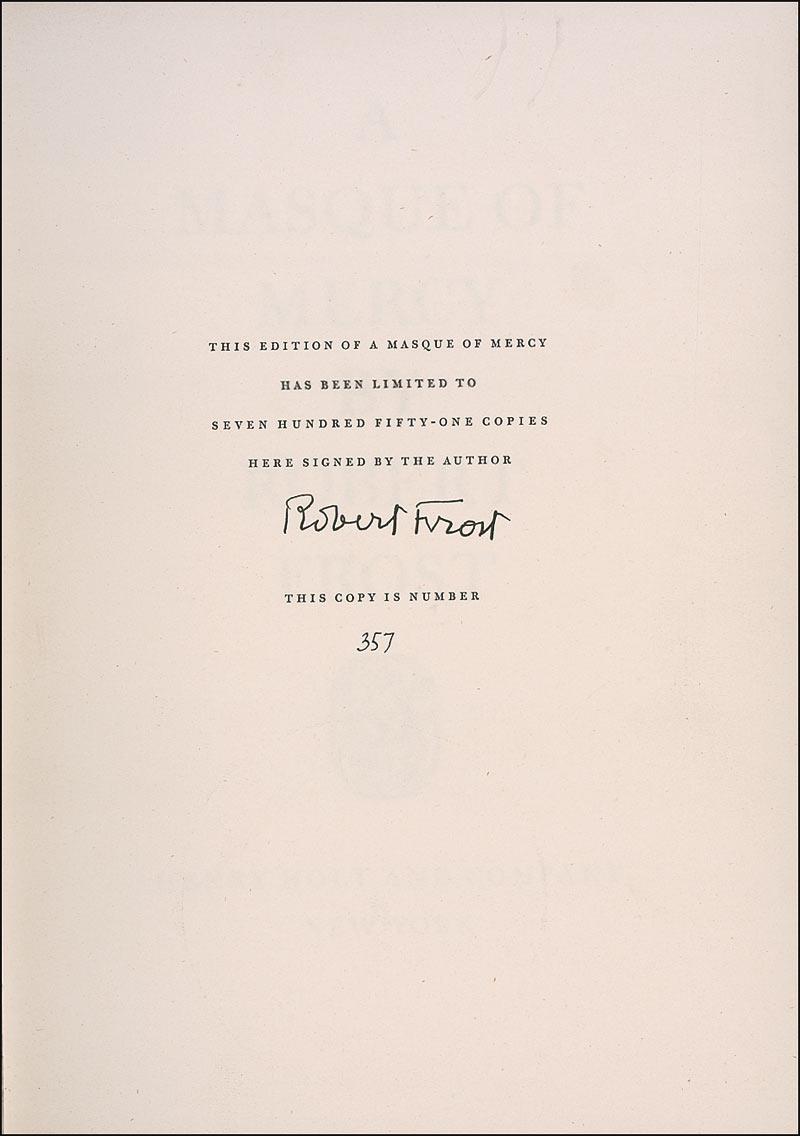 THIS EDITION OF A MASQUE OF MERCY
HAS BEEN LIMITED TO
SEVEN HUNDRED FIFTY-ONE COPIES
HERE SIGNED BY THE AUTHOR
Robert Frost
THIS COPY IS NUMBER
357